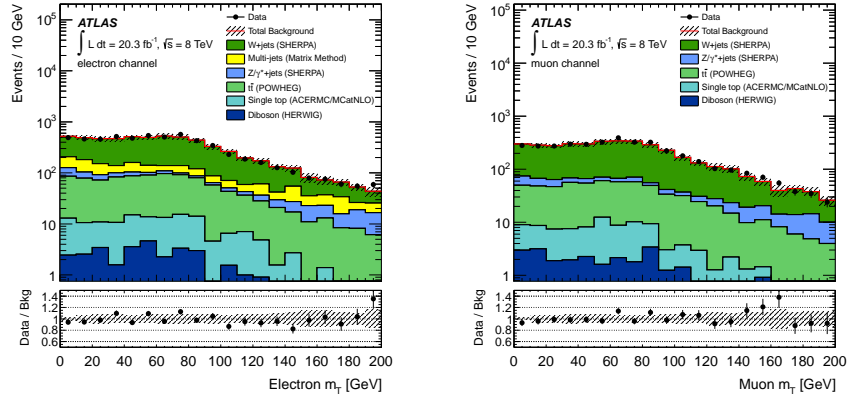 Events / 10 GeV
10⁵
10⁴
10³
10²
10
1
ATLAS
∫ L dt = 20.3 fb⁻¹, √s = 8 TeV
electron channel
Data
Total Background
W+jets (SHERPA)
Multi-jets (Matrix Method)
Z/γ*+jets (SHERPA)
tt̄ (POWHEG)
Single top (ACERMC/MCatNLO)
Diboson (HERWIG)
Data / Bkg
1.4
1.2
1
0.8
0.6
0 20 40 60 80 100 120 140 160 180 200
Electron m_T [GeV]
Events / 10 GeV
10⁵
10⁴
10³
10²
10
1
ATLAS
∫ L dt = 20.3 fb⁻¹, √s = 8 TeV
muon channel
Data
Total Background
W+jets (SHERPA)
Z/γ*+jets (SHERPA)
tt̄ (POWHEG)
Single top (ACERMC/MCatNLO)
Diboson (HERWIG)
Data / Bkg
1.4
1.2
1
0.8
0.6
0 20 40 60 80 100 120 140 160 180 200
Muon m_T [GeV]